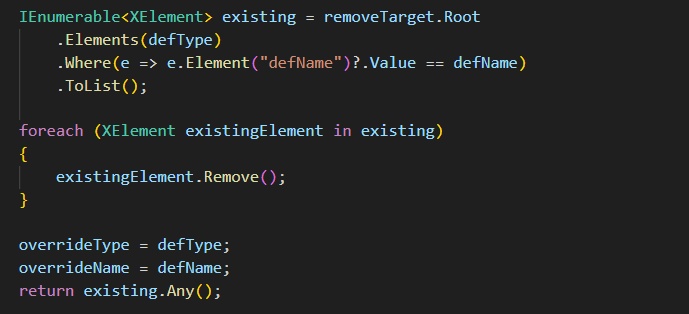 IEnumerable<XElement> existing = removeTarget.Root
    .Elements(defType)
    .Where(e => e.Element("defName")?.Value == defName)
    .ToList();

foreach (XElement existingElement in existing)
{
    existingElement.Remove();
}

overrideType = defType;
overrideName = defName;
return existing.Any();